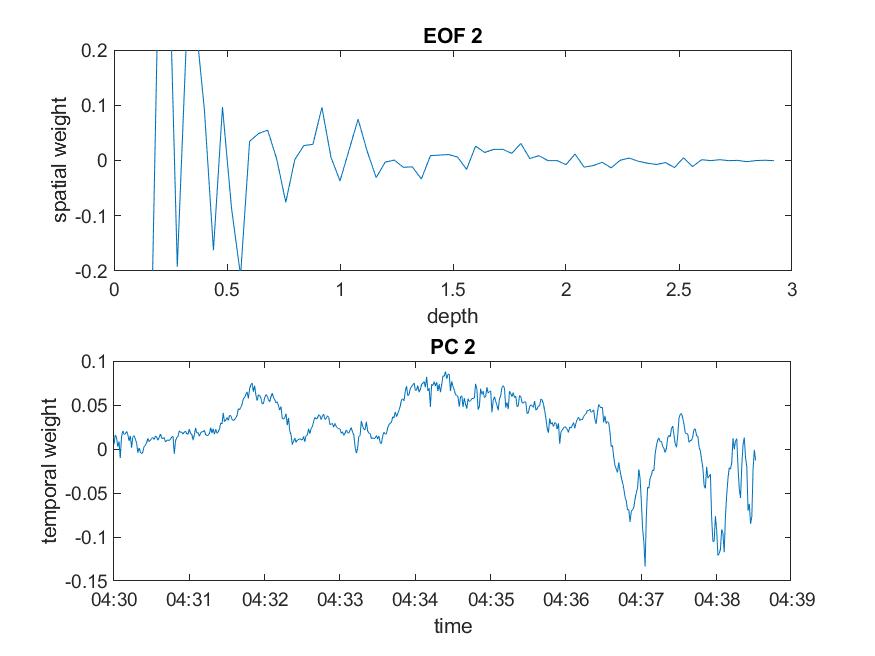 EOF 2
0.2
0.1
0
-0.1
-0.2
spatial weight
0 0.5 1 1.5 2 2.5 3
depth
PC 2
0.1
0.05
0
-0.05
-0.1
-0.15
temporal weight
04:30 04:31 04:32 04:33 04:34 04:35 04:36 04:37 04:38 04:39
time